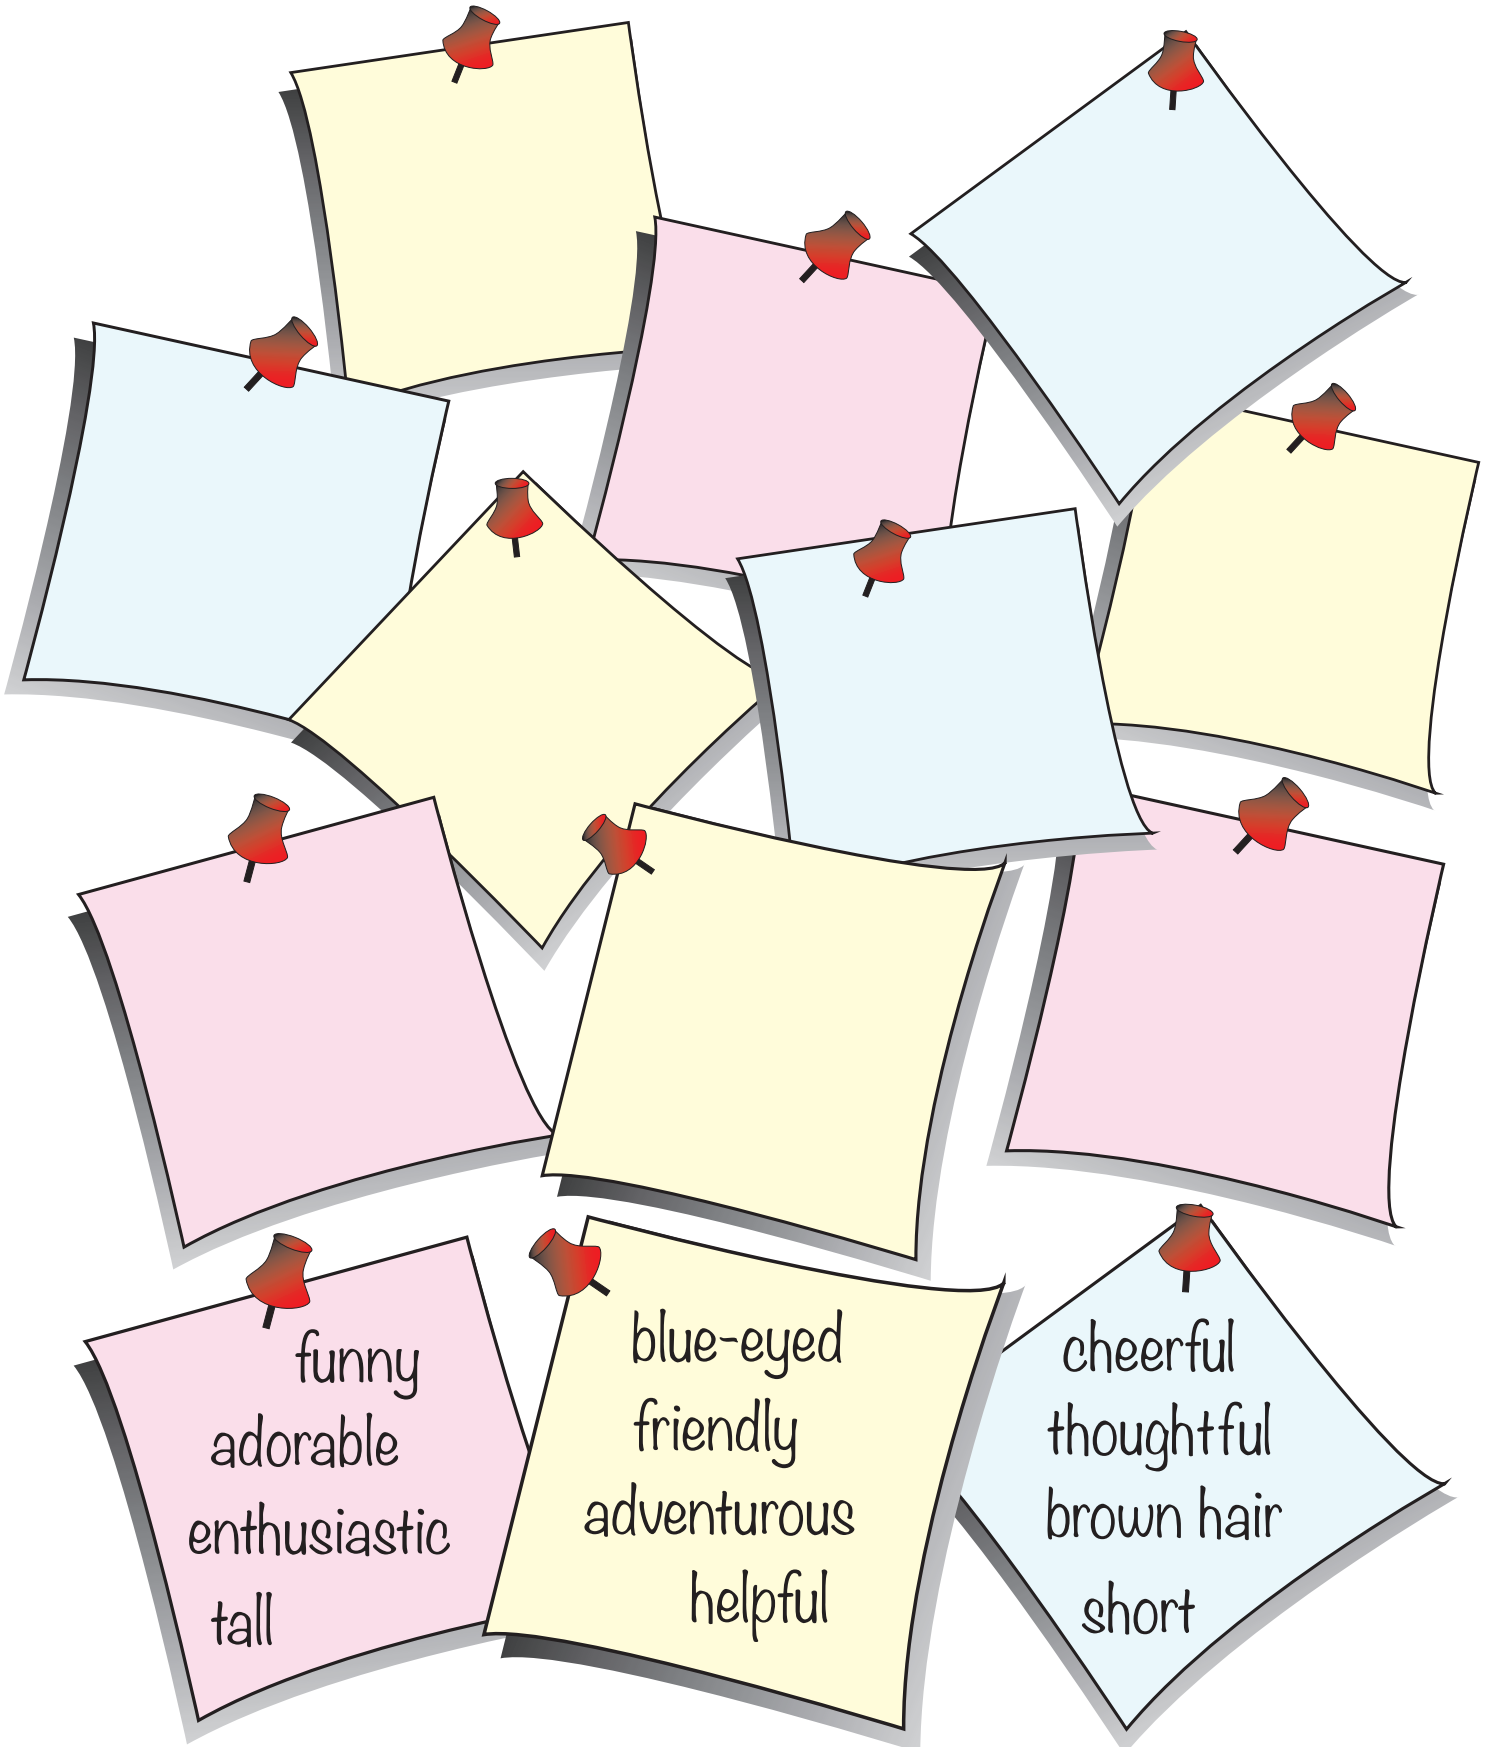 funny
adorable
enthusiastic
tall
blue-eyed
friendly
adventurous
helpful
cheerful
thoughtful
brown hair
short